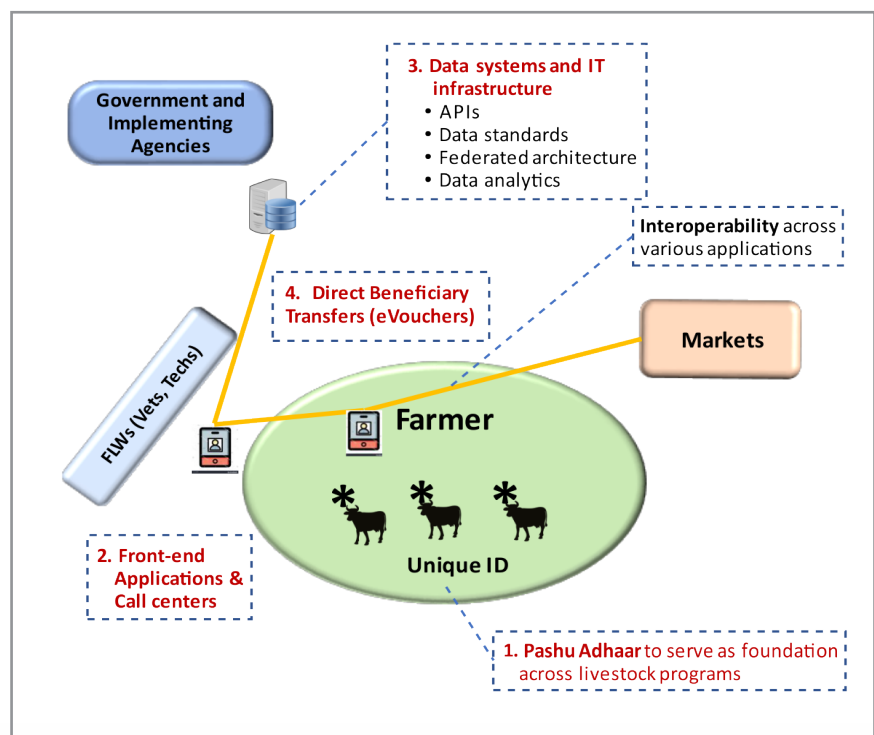 Government and
Implementing
Agencies
3. Data systems and IT
infrastructure
• APIs
• Data standards
• Federated architecture
• Data analytics
Interoperability across
various applications
4. Direct Beneficiary
Transfers (eVouchers)
Markets
FLWs (Vets, Techs)
Farmer
* * *
Unique ID
2. Front-end
Applications &
Call centers
1. Pashu Adhaar to serve as foundation
across livestock programs